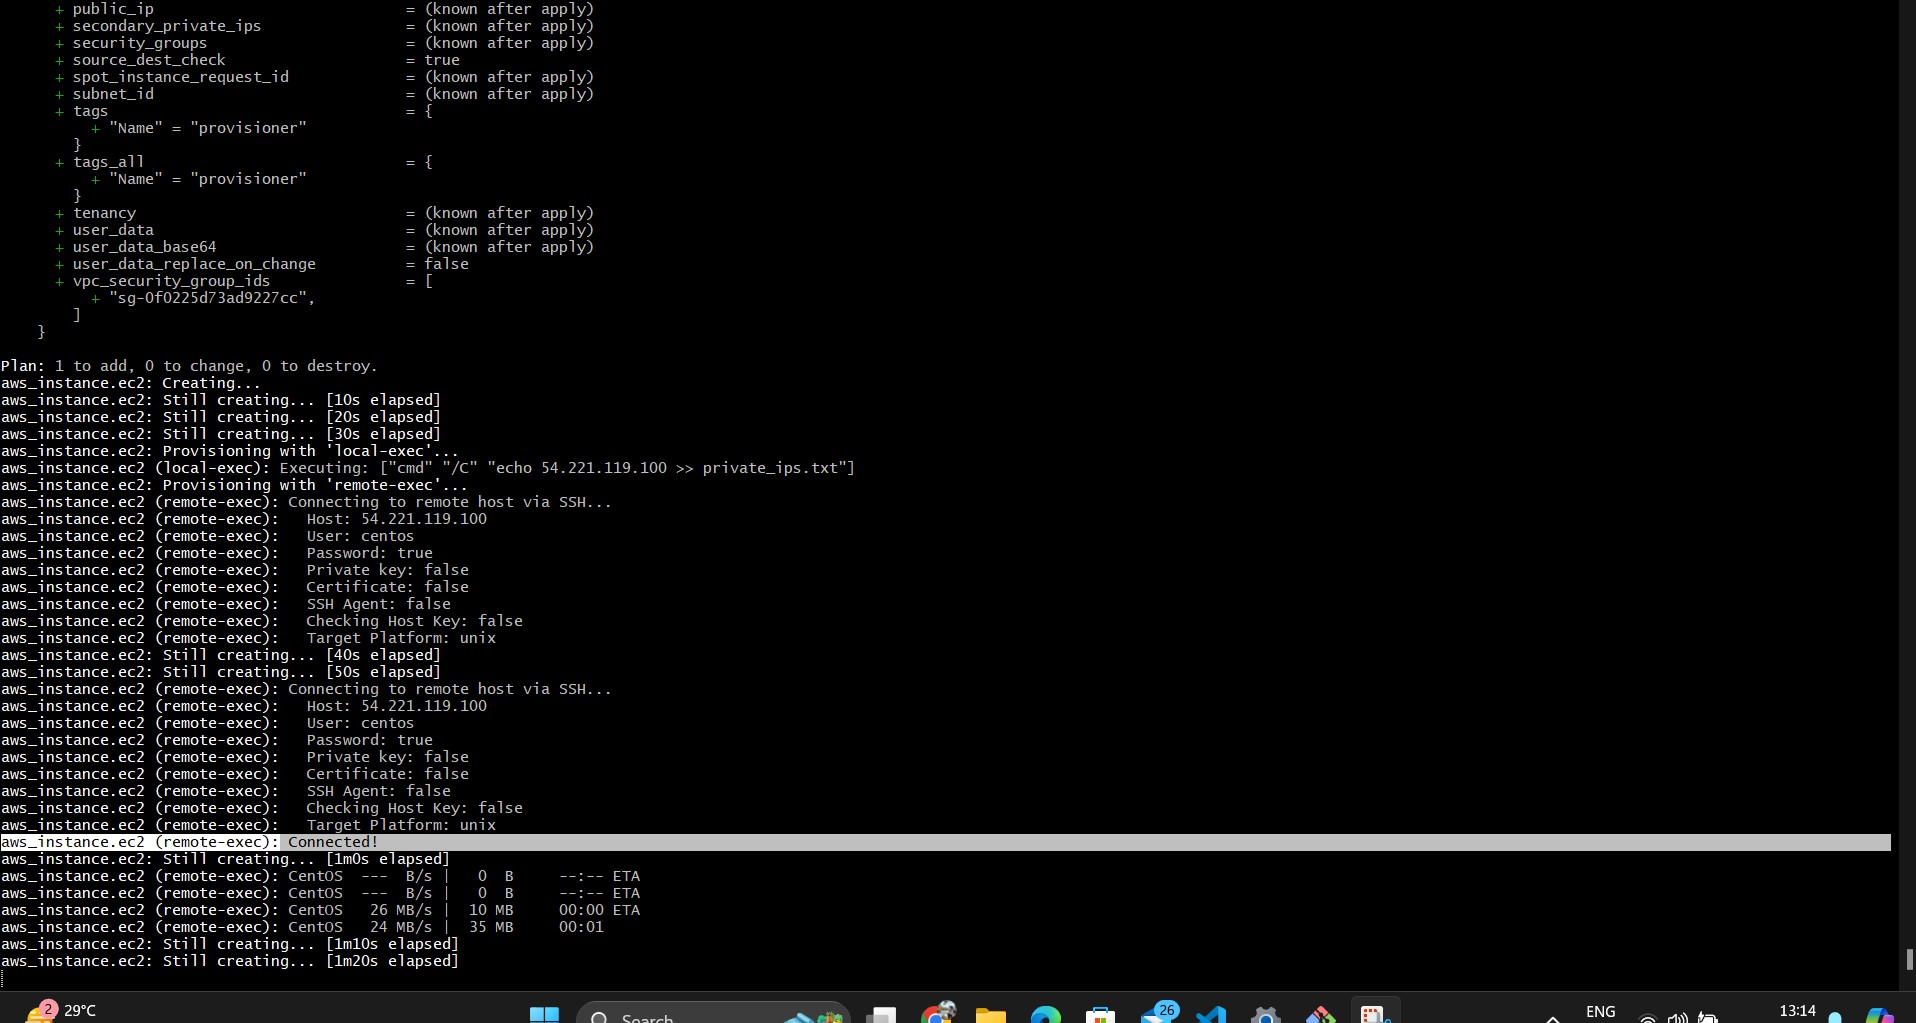 + public_ip = (known after apply)
+ secondary_private_ips = (known after apply)
+ security_groups = (known after apply)
+ source_dest_check = true
+ spot_instance_request_id = (known after apply)
+ subnet_id = (known after apply)
+ tags = {
+ "Name" = "provisioner"
}
+ tags_all = {
+ "Name" = "provisioner"
}
+ tenancy = (known after apply)
+ user_data = (known after apply)
+ user_data_base64 = (known after apply)
+ user_data_replace_on_change = false
+ vpc_security_group_ids = [
+ "sg-0f0225d73ad9227cc",
]
}
Plan: 1 to add, 0 to change, 0 to destroy.
aws_instance.ec2: Creating...
aws_instance.ec2: Still creating... [10s elapsed]
aws_instance.ec2: Still creating... [20s elapsed]
aws_instance.ec2: Still creating... [30s elapsed]
aws_instance.ec2: Provisioning with 'local-exec'...
aws_instance.ec2 (local-exec): Executing: ["cmd" "/C" "echo 54.221.119.100 >> private_ips.txt"]
aws_instance.ec2: Provisioning with 'remote-exec'...
aws_instance.ec2 (remote-exec): Connecting to remote host via SSH...
aws_instance.ec2 (remote-exec): Host: 54.221.119.100
aws_instance.ec2 (remote-exec): User: centos
aws_instance.ec2 (remote-exec): Password: true
aws_instance.ec2 (remote-exec): Private key: false
aws_instance.ec2 (remote-exec): Certificate: false
aws_instance.ec2 (remote-exec): SSH Agent: false
aws_instance.ec2 (remote-exec): Checking Host Key: false
aws_instance.ec2 (remote-exec): Target Platform: unix
aws_instance.ec2: Still creating... [40s elapsed]
aws_instance.ec2: Still creating... [50s elapsed]
aws_instance.ec2 (remote-exec): Connecting to remote host via SSH...
aws_instance.ec2 (remote-exec): Host: 54.221.119.100
aws_instance.ec2 (remote-exec): User: centos
aws_instance.ec2 (remote-exec): Password: true
aws_instance.ec2 (remote-exec): Private key: false
aws_instance.ec2 (remote-exec): Certificate: false
aws_instance.ec2 (remote-exec): SSH Agent: false
aws_instance.ec2 (remote-exec): Checking Host Key: false
aws_instance.ec2 (remote-exec): Target Platform: unix
aws_instance.ec2 (remote-exec): Connected!
aws_instance.ec2: Still creating... [1m0s elapsed]
aws_instance.ec2 (remote-exec): CentOS --- B/s | 0 B --:-- ETA
aws_instance.ec2 (remote-exec): CentOS --- B/s | 0 B --:-- ETA
aws_instance.ec2 (remote-exec): CentOS 26 MB/s | 10 MB 00:00 ETA
aws_instance.ec2 (remote-exec): CentOS 24 MB/s | 35 MB 00:01
aws_instance.ec2: Still creating... [1m10s elapsed]
aws_instance.ec2: Still creating... [1m20s elapsed]
2 29°C Search 26 ENG 13:14